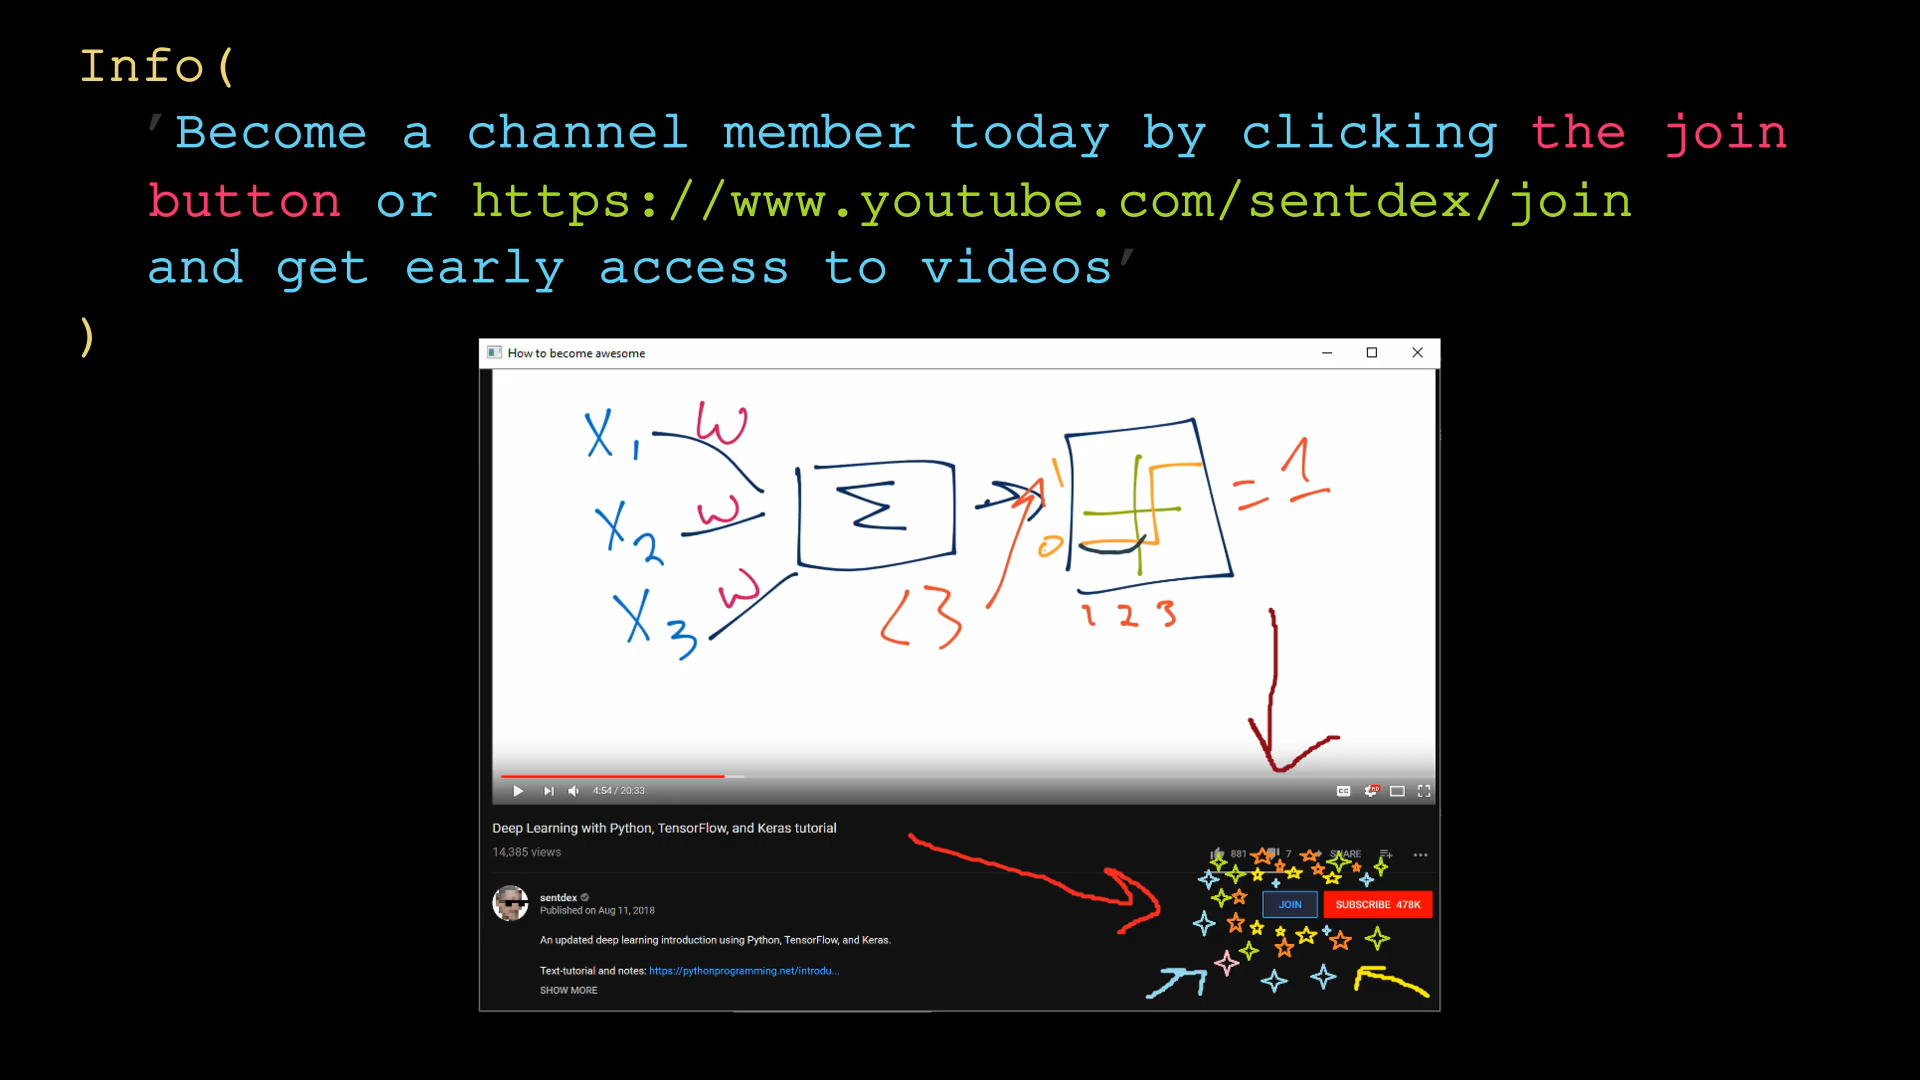 Info(
'Become a channel member today by clicking the join
button or https://www.youtube.com/sentdex/join
and get early access to videos'
)
How to become awesome
X1 W
X2 W
X3 W
Σ
1
0
<3
1 2 3
= 1
4:54 / 20:33
CC
HD
Deep Learning with Python, TensorFlow, and Keras tutorial
14,385 views
881 7 SHARE
sentdex
Published on Aug 11, 2018
JOIN SUBSCRIBE 478K
An updated deep learning introduction using Python, TensorFlow, and Keras.
Text-tutorial and notes: https://pythonprogramming.net/introdu...
SHOW MORE